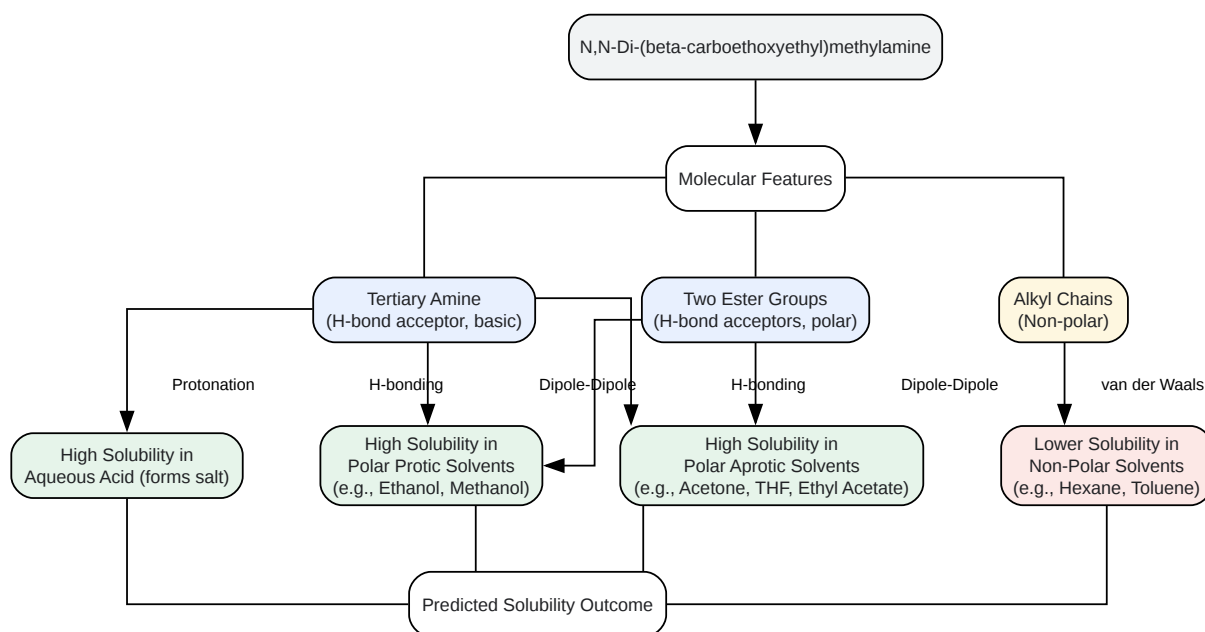 N,N-Di-(beta-carboethoxyethyl)methylamine
Molecular Features
Tertiary Amine
(H-bond acceptor, basic)
Two Ester Groups
(H-bond acceptors, polar)
Alkyl Chains
(Non-polar)
Protonation
H-bonding
Dipole-Dipole
H-bonding
Dipole-Dipole
van der Waals
High Solubility in
Aqueous Acid (forms salt)
High Solubility in
Polar Protic Solvents
(e.g., Ethanol, Methanol)
High Solubility in
Polar Aprotic Solvents
(e.g., Acetone, THF, Ethyl Acetate)
Lower Solubility in
Non-Polar Solvents
(e.g., Hexane, Toluene)
Predicted Solubility Outcome